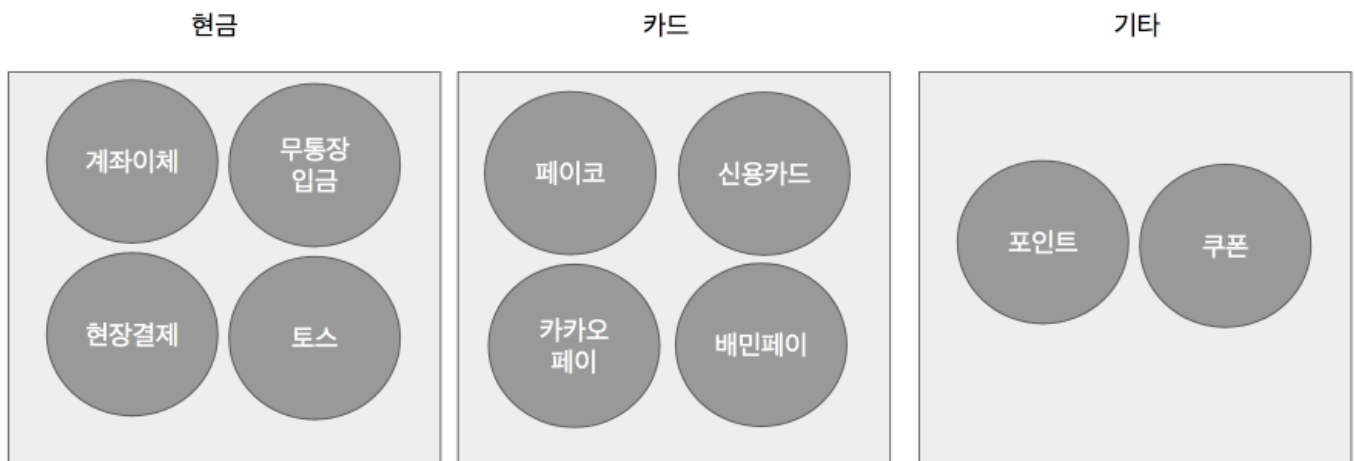 현금
계좌이체
무통장
입금
현장결제
토스
카드
페이코
신용카드
카카오
페이
배민페이
기타
포인트
쿠폰